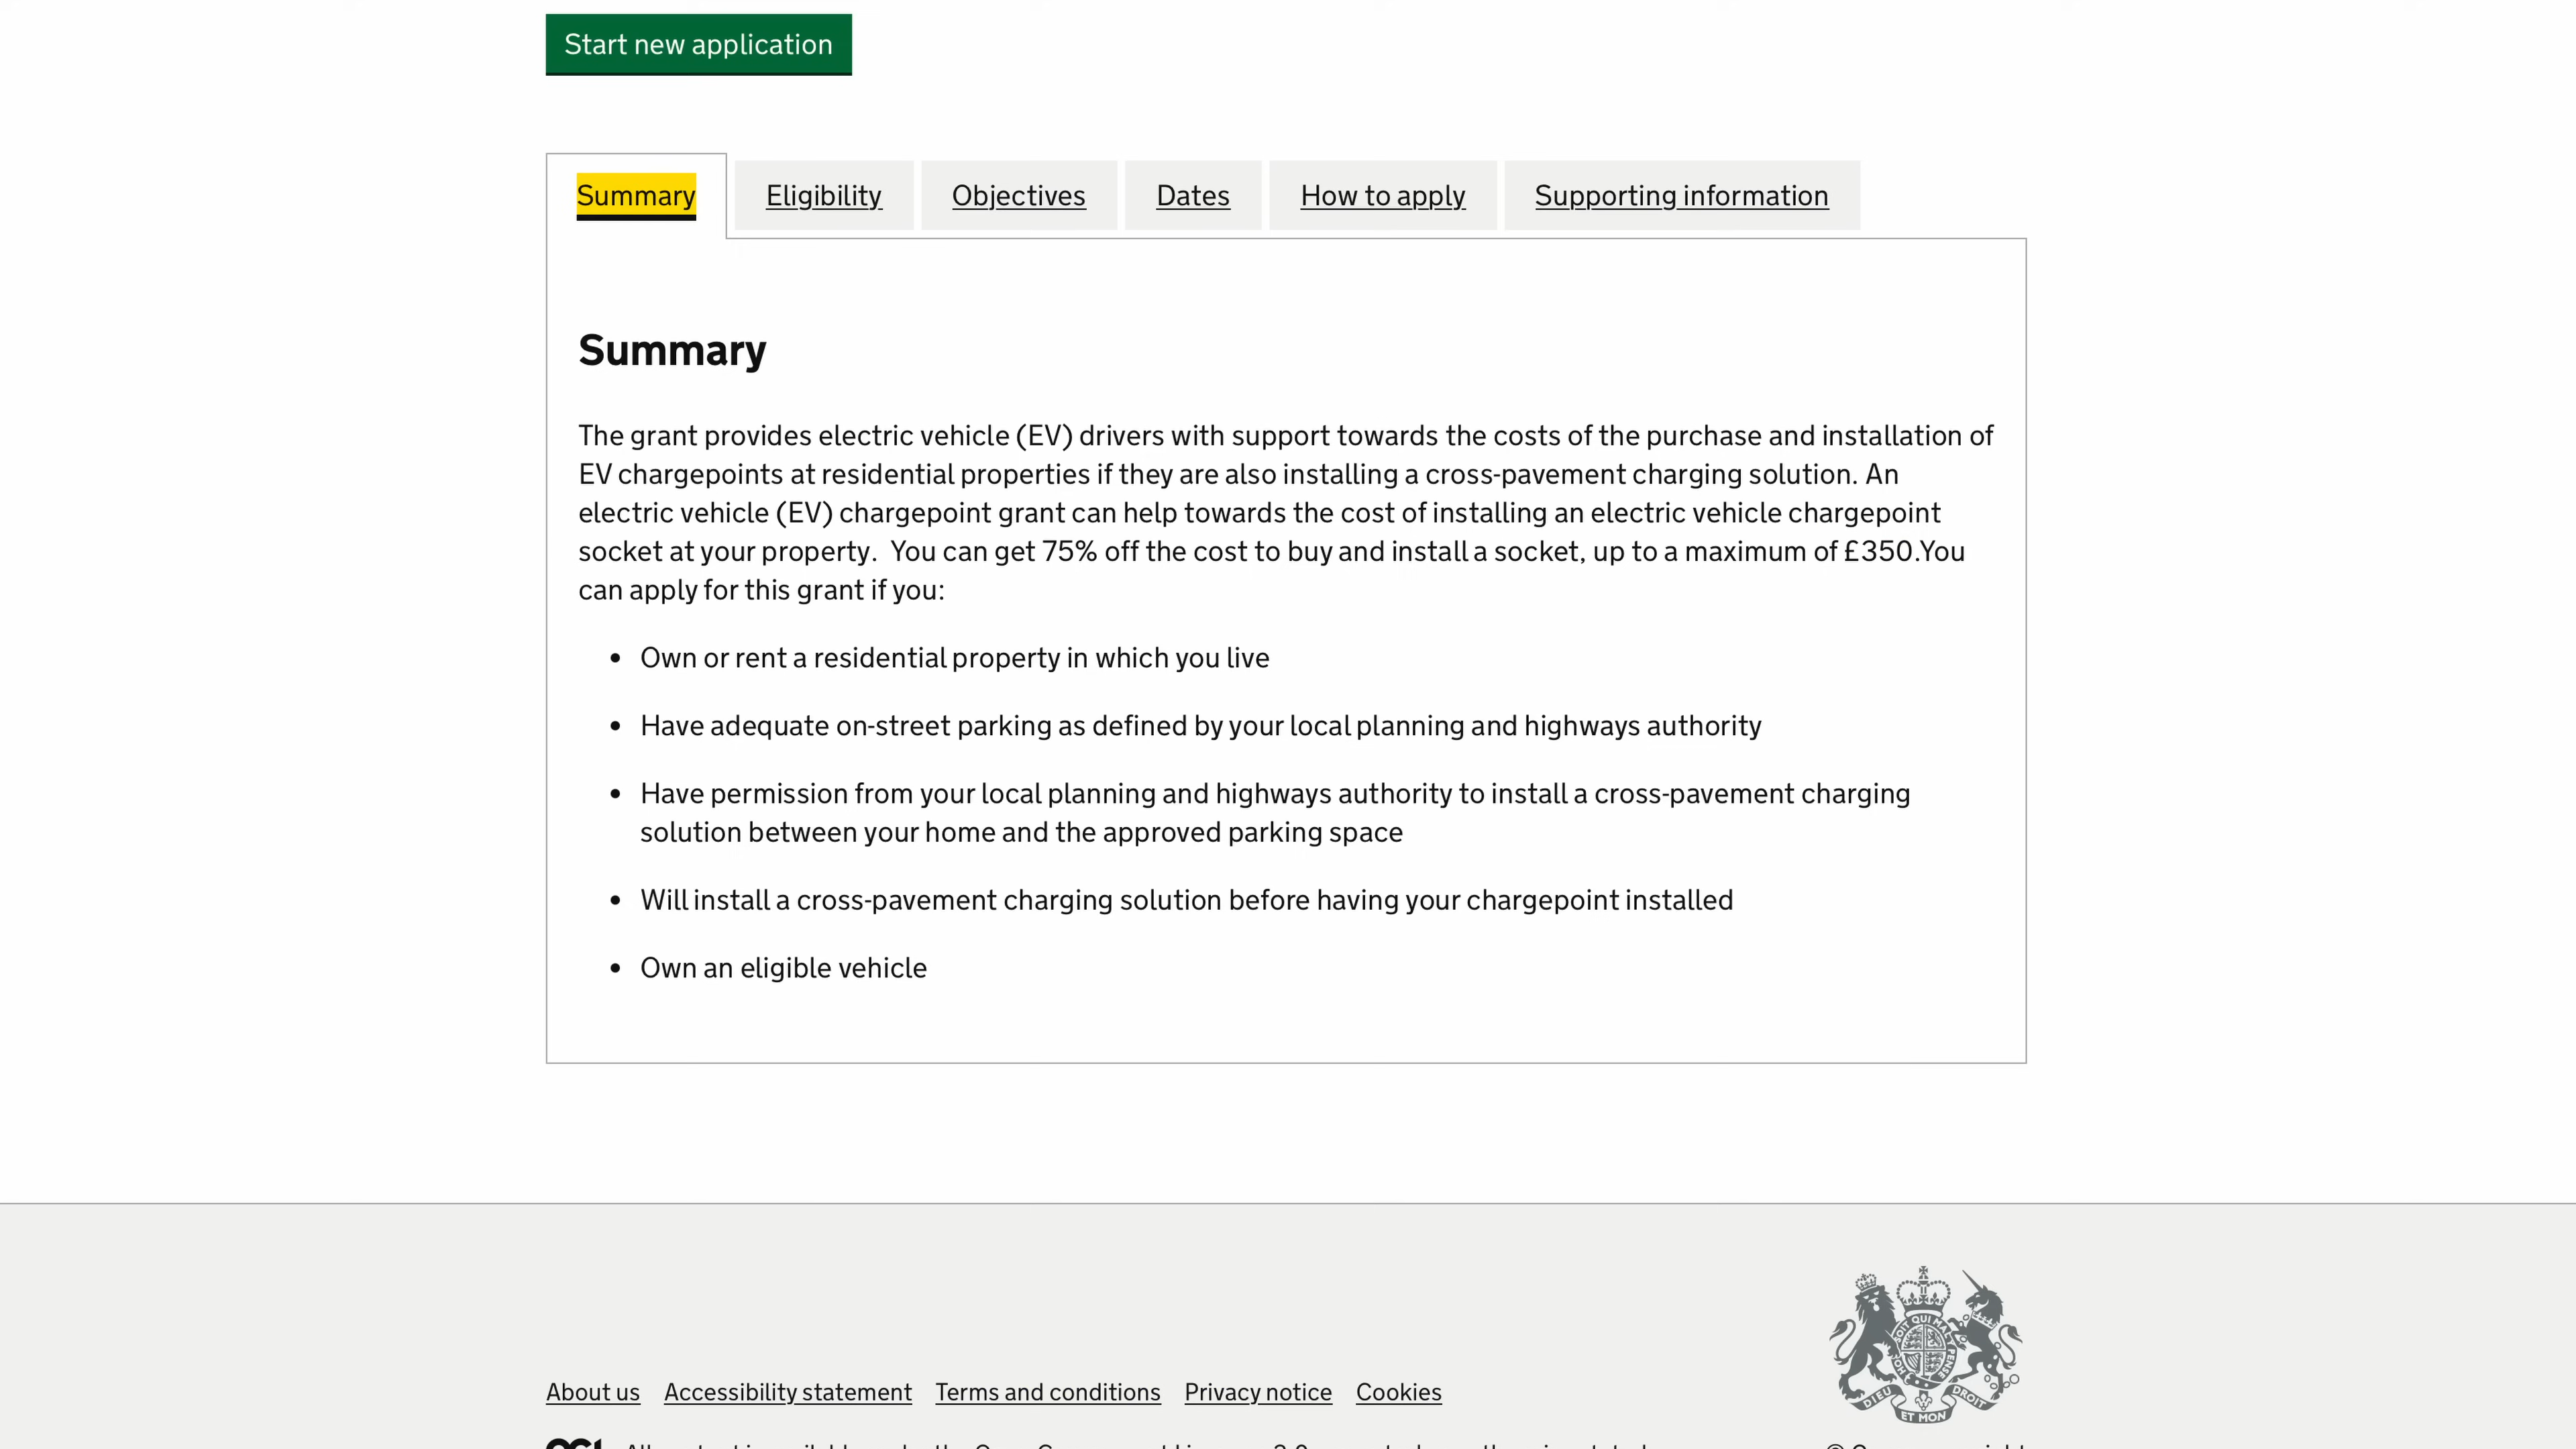 Start new application
Summary
Eligibility
Objectives
Dates
How to apply
Supporting information
Summary
The grant provides electric vehicle (EV) drivers with support towards the costs of the purchase and installation of
EV chargepoints at residential properties if they are also installing a cross-pavement charging solution. An
electric vehicle (EV) chargepoint grant can help towards the cost of installing an electric vehicle chargepoint
socket at your property.  You can get 75% off the cost to buy and install a socket, up to a maximum of £350.You
can apply for this grant if you:
• Own or rent a residential property in which you live
• Have adequate on-street parking as defined by your local planning and highways authority
• Have permission from your local planning and highways authority to install a cross-pavement charging
solution between your home and the approved parking space
• Will install a cross-pavement charging solution before having your chargepoint installed
• Own an eligible vehicle
About us
Accessibility statement
Terms and conditions
Privacy notice
Cookies
DIEU ET MON DROIT